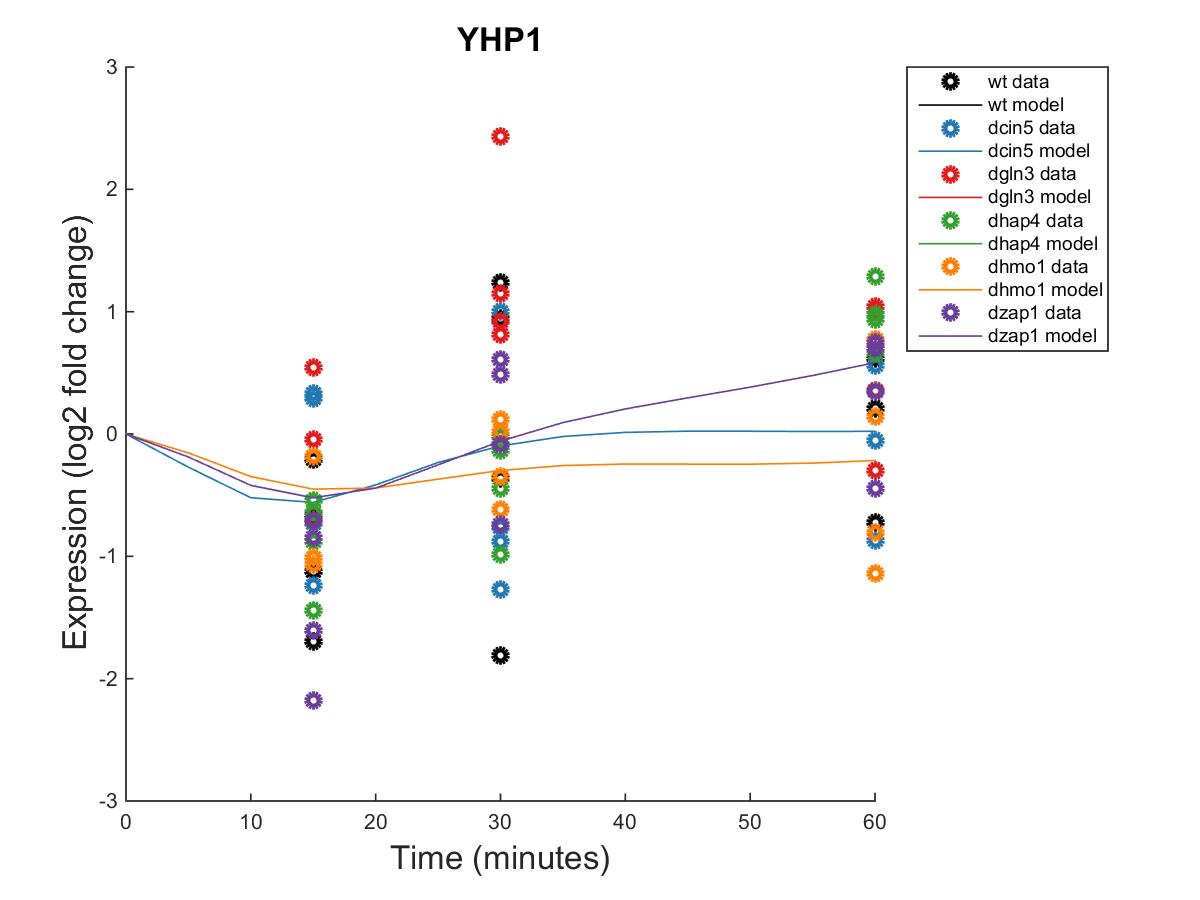 YHP1
3
2
1
0
-1
-2
-3
Expression (log2 fold change)
0 10 20 30 40 50 60
Time (minutes)
wt data
wt model
dcin5 data
dcin5 model
dgln3 data
dgln3 model
dhap4 data
dhap4 model
dhmo1 data
dhmo1 model
dzap1 data
dzap1 model